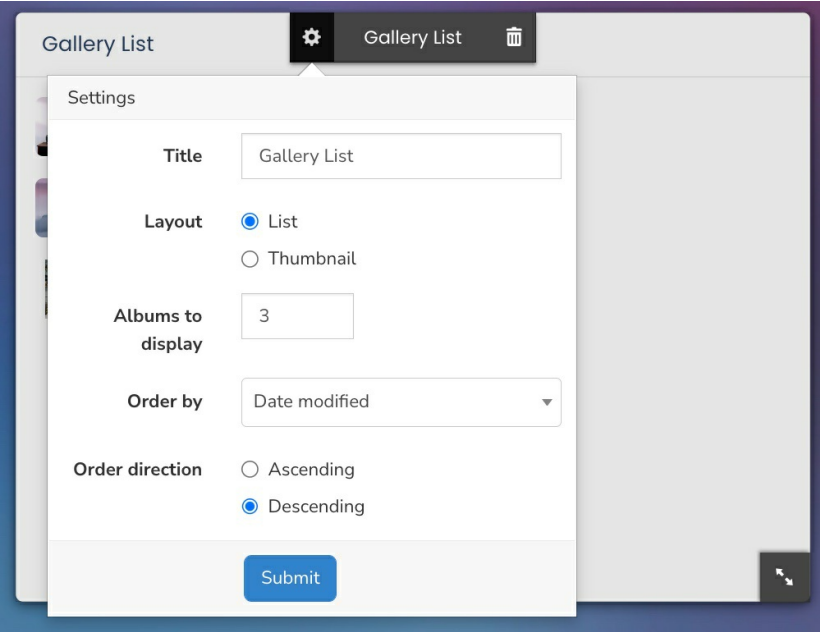 Gallery List
Gallery List
Settings
Title
Gallery List
Layout
List
Thumbnail
Albums to
display
3
Order by
Date modified
Order direction
Ascending
Descending
Submit